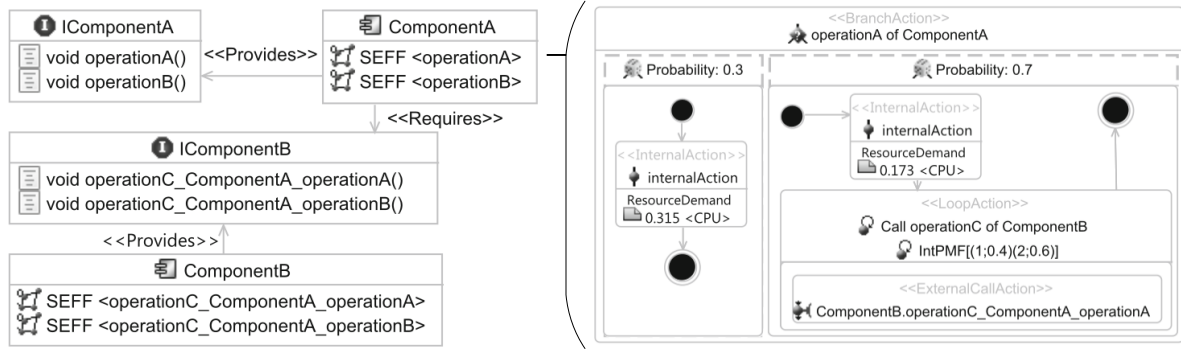 IComponentA
void operationA()
void operationB()
<<Provides>>
ComponentA
SEFF <operationA>
SEFF <operationB>
<<Requires>>
IComponentB
void operationC_ComponentA_operationA()
void operationC_ComponentA_operationB()
<<Provides>>
ComponentB
SEFF <operationC_ComponentA_operationA>
SEFF <operationC_ComponentA_operationB>
<<BranchAction>>
operationA of ComponentA
Probability: 0.3
<<InternalAction>>
internalAction
ResourceDemand
0.315 <CPU>
Probability: 0.7
<<InternalAction>>
internalAction
ResourceDemand
0.173 <CPU>
<<LoopAction>>
Call operationC of ComponentB
IntPMF[(1;0.4)(2;0.6)]
<<ExternalCallAction>>
ComponentB.operationC_ComponentA_operationA